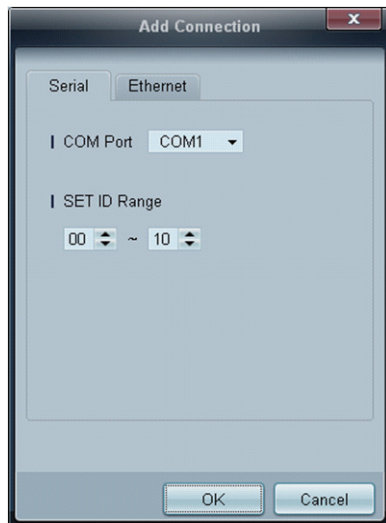 Add Connection
Serial Ethernet
COM Port COM1
SET ID Range
00 ~ 10
OK Cancel